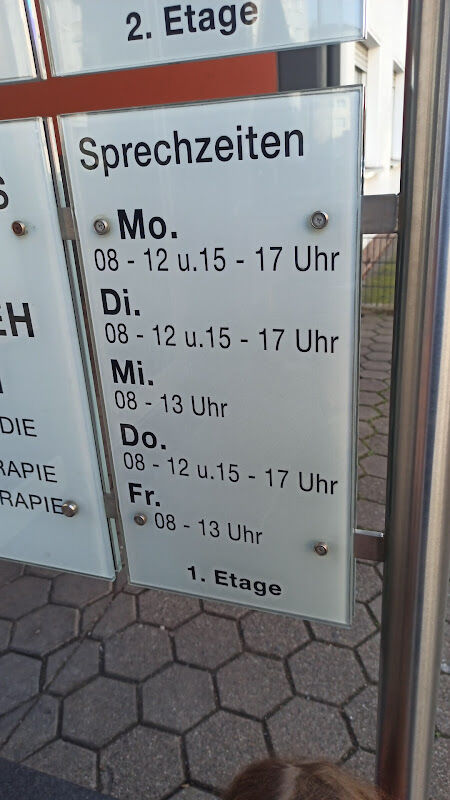 2. Etage
Sprechzeiten
Mo.
08 - 12 u.15 - 17 Uhr
Di.
08 - 12 u.15 - 17 Uhr
Mi.
08 - 13 Uhr
Do.
08 - 12 u.15 - 17 Uhr
Fr.
08 - 13 Uhr
1. Etage